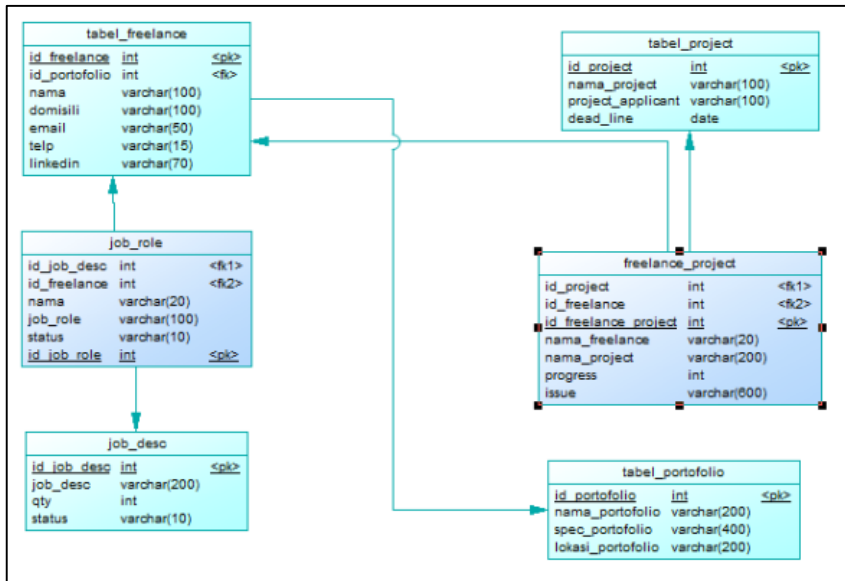 tabel_freelance
id_freelance int <pk>
id_portofolio int <fk>
nama varchar(100)
domisili varchar(100)
email varchar(50)
telp varchar(15)
linkedin varchar(70)
tabel_project
id_project int <pk>
nama_project varchar(100)
project_applicant varchar(100)
dead_line date
job_role
id_job_desc int <fk1>
id_freelance int <fk2>
nama varchar(20)
job_role varchar(100)
status varchar(10)
id_job_role int <pk>
freelance_project
id_project int <fk1>
id_freelance int <fk2>
id_freelance_project int <pk>
nama_freelance varchar(20)
nama_project varchar(200)
progress int
issue varchar(600)
job_desc
id_job_desc int <pk>
job_desc varchar(200)
qty int
status varchar(10)
tabel_portofolio
id_portofolio int <pk>
nama_portofolio varchar(200)
spec_portofolio varchar(400)
lokasi_portofolio varchar(200)